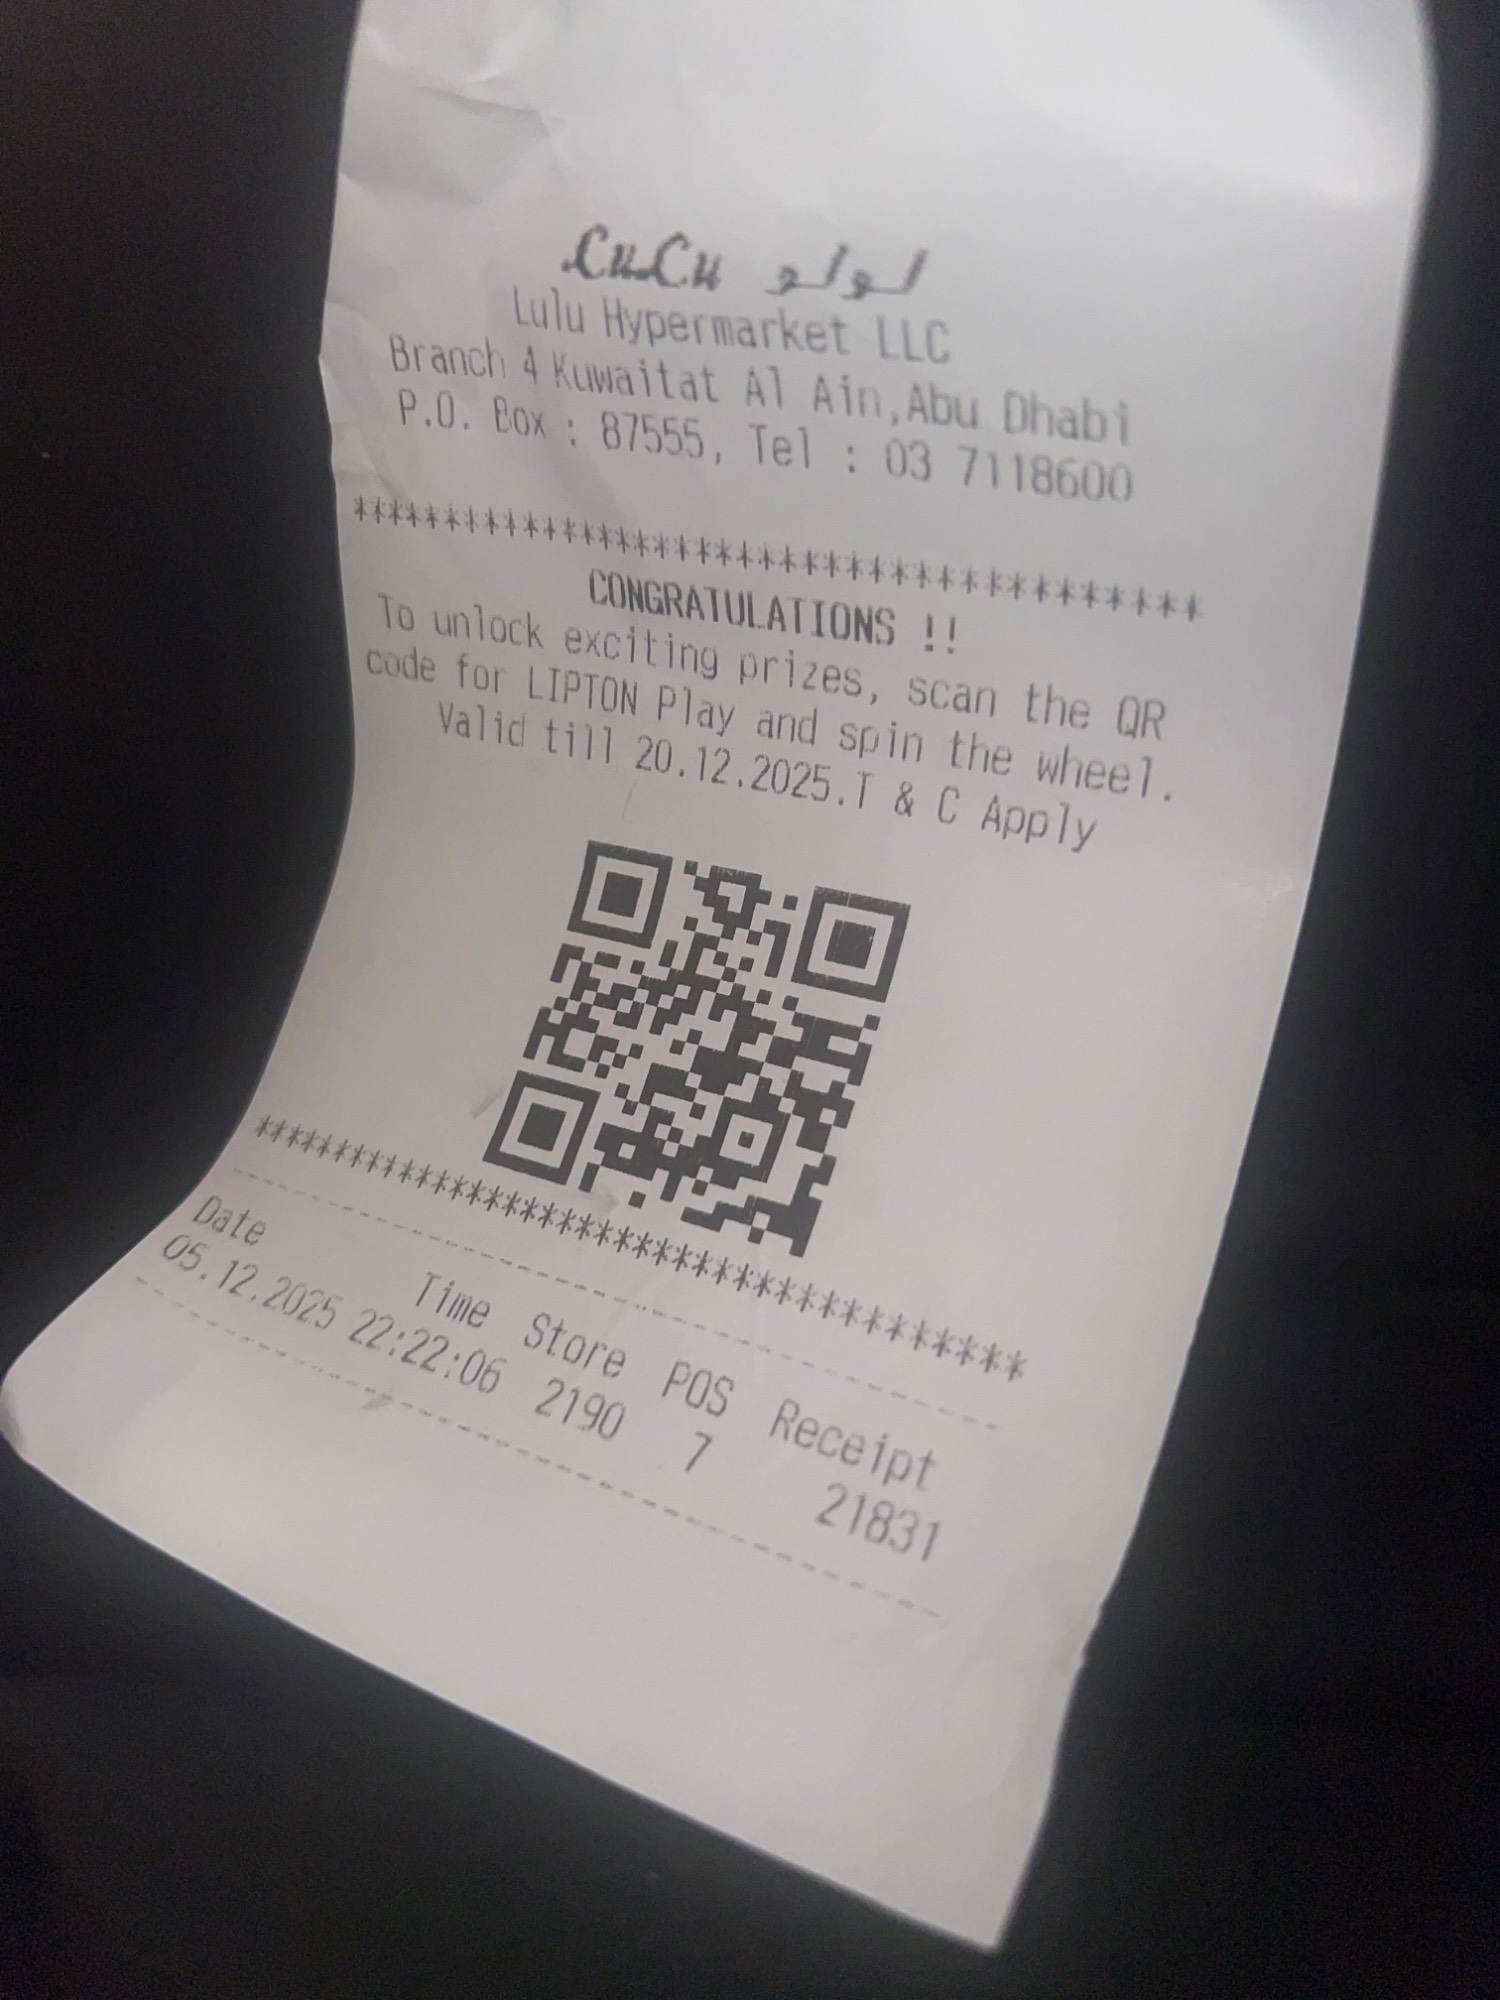 LuLu لولو
Lulu Hypermarket LLC
Branch 4 Kuwaitat Al Ain,Abu Dhabi
P.O. Box : 87555, Tel : 03 7118600
***************************************
CONGRATULATIONS !!
To unlock exciting prizes, scan the QR
code for LIPTON Play and spin the wheel.
Valid till 20.12.2025.T & C Apply
***************************************
Date Time Store POS Receipt
05.12.2025 22:22:06 2190 7 21831